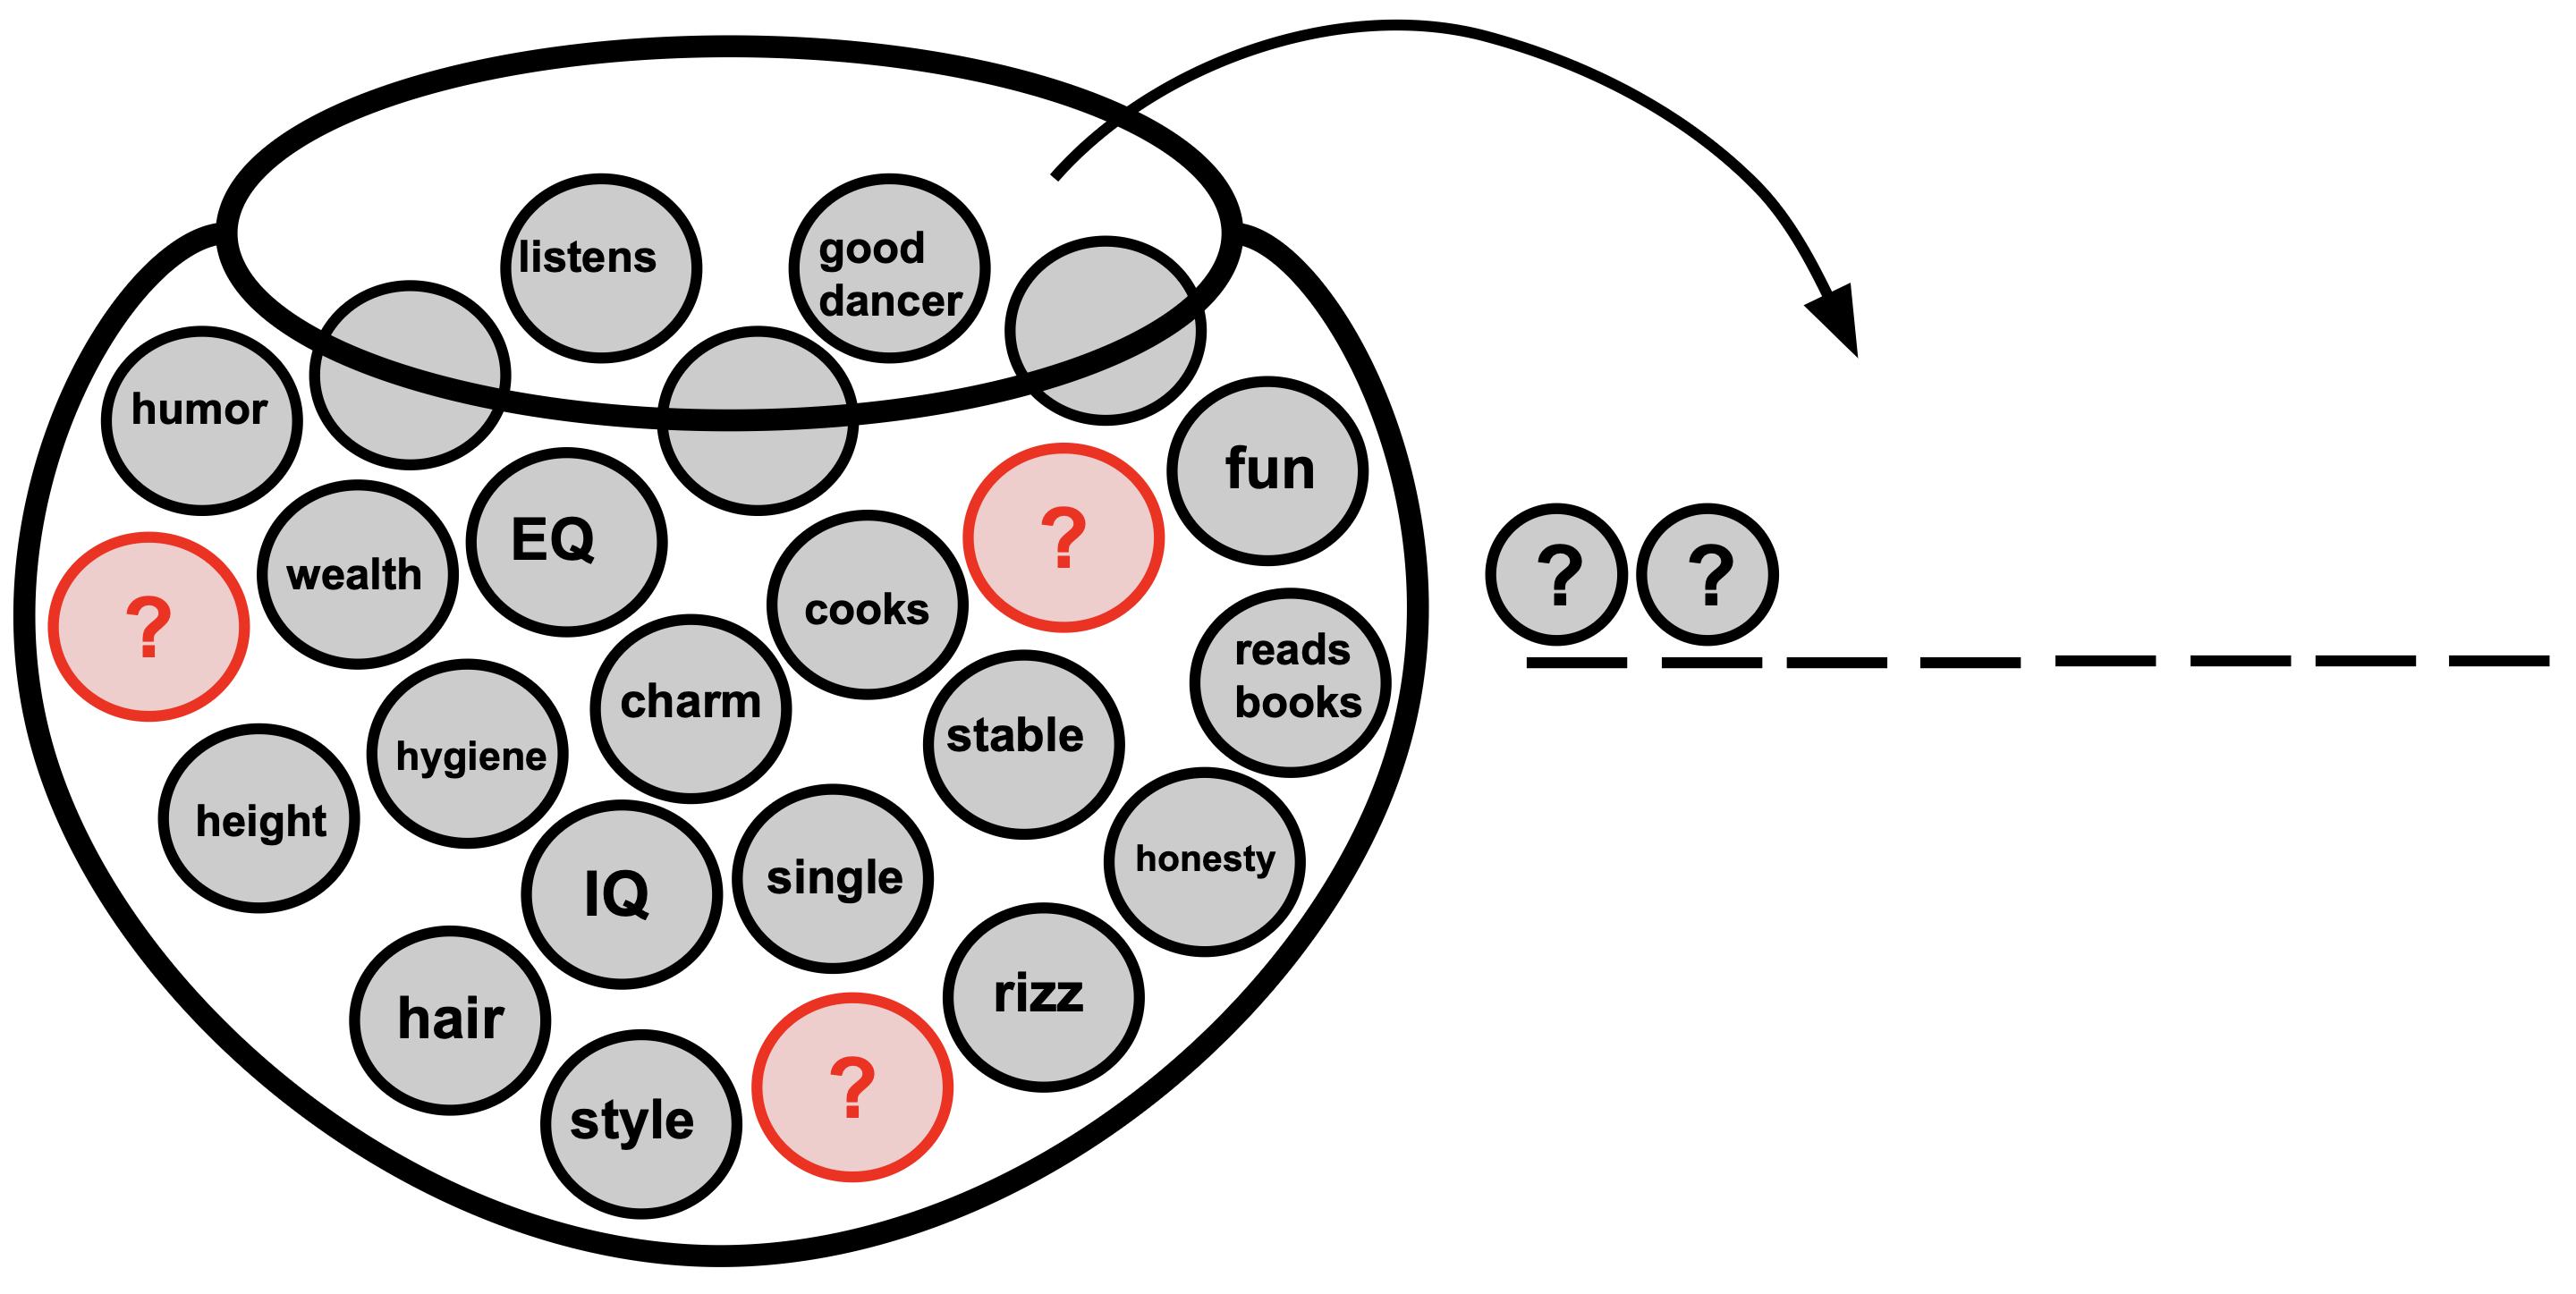 listens
good
dancer
humor
fun
?
EQ
wealth
cooks
?
?
?
reads
books
charm
stable
hygiene
height
honesty
single
IQ
rizz
hair
?
style